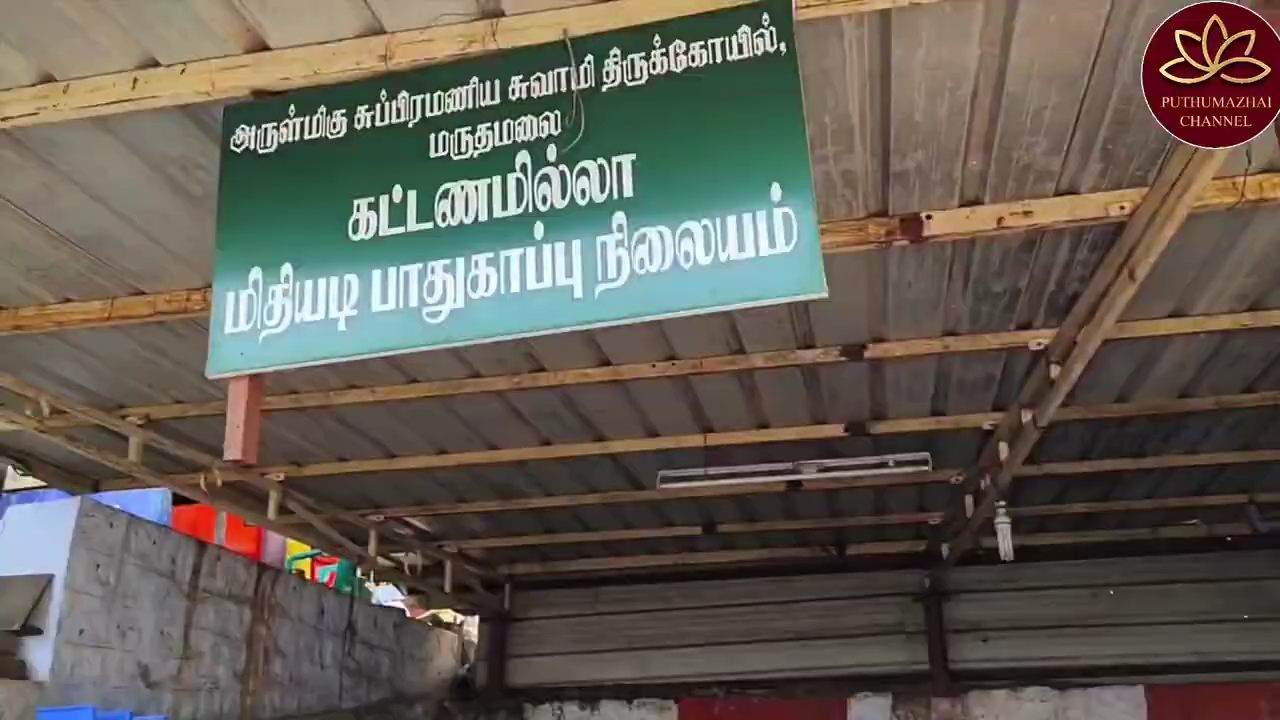 அருள்மிகு சுப்பிரமணிய சுவாமி திருக்கோயில்,
மருதமலை
கட்டணமில்லா
மிதியடி பாதுகாப்பு நிலையம்
PUTHUMAZHAI
CHANNEL